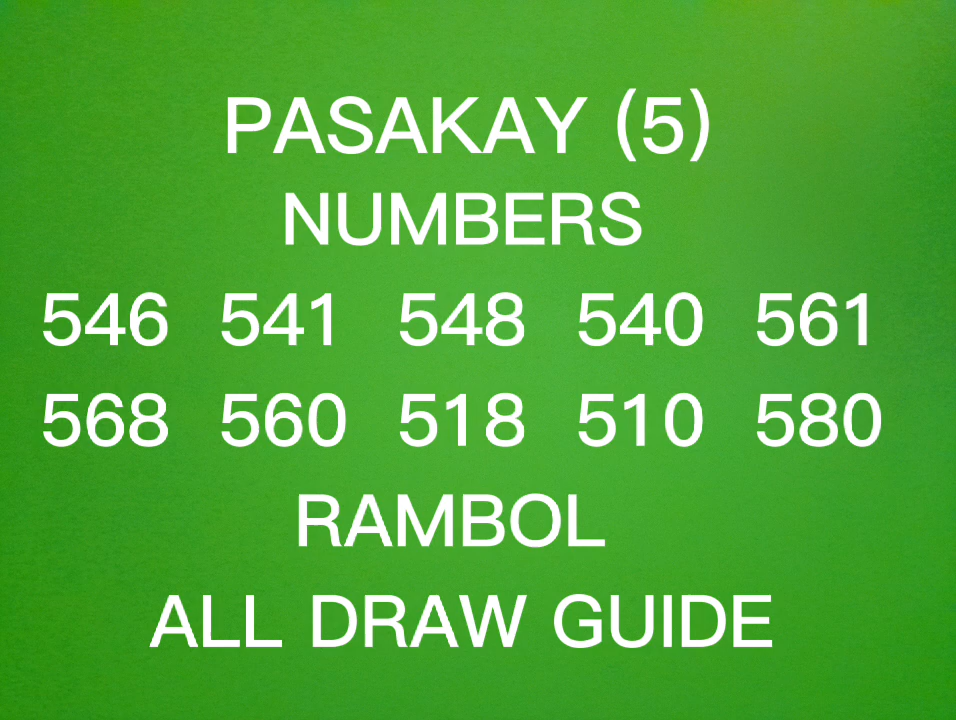 PASAKAY (5)
NUMBERS
546 541 548 540 561
568 560 518 510 580
RAMBOL
ALL DRAW GUIDE